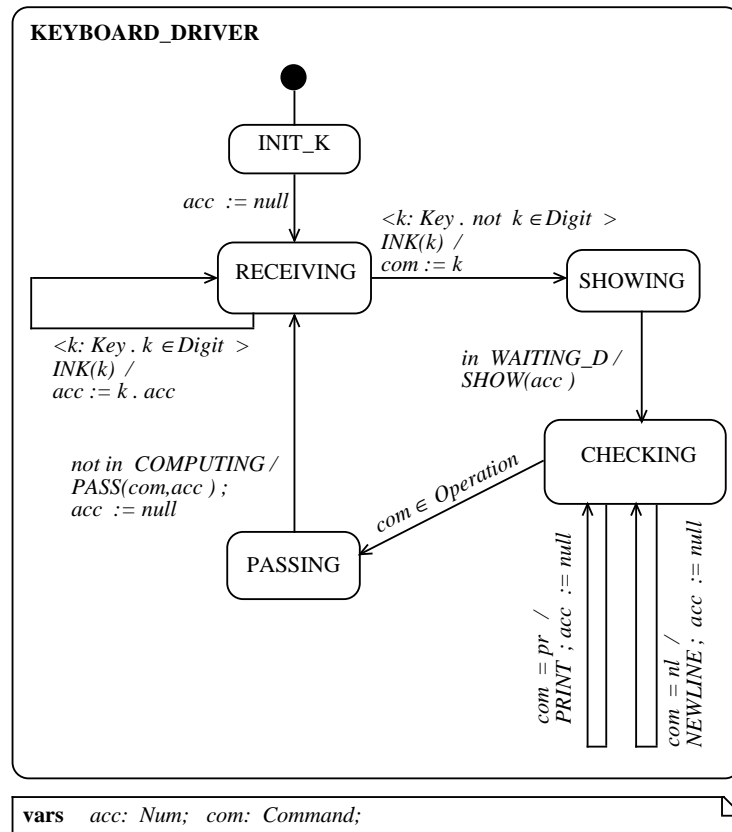 KEYBOARD_DRIVER
INIT_K
acc := null
<k: Key . not k ∈ Digit >
INK(k) /
com := k
RECEIVING
SHOWING
<k: Key . k ∈ Digit >
INK(k) /
acc := k . acc
in WAITING_D /
SHOW(acc )
CHECKING
not in COMPUTING /
PASS(com,acc ) ;
acc := null
com ∈ Operation
PASSING
com = pr /
PRINT ; acc := null
com = nl /
NEWLINE ; acc := null
vars acc: Num; com: Command;